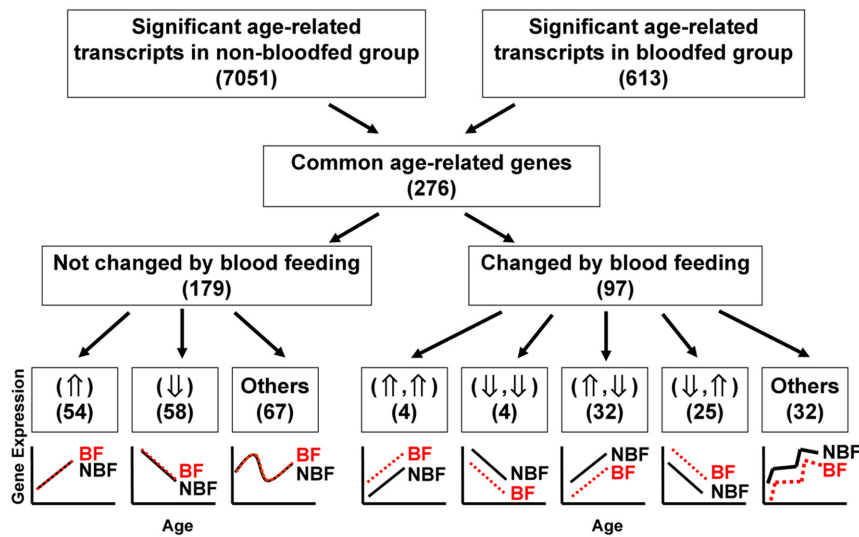 Significant age-related
transcripts in non-bloodfed group
(7051)
Significant age-related
transcripts in bloodfed group
(613)
Common age-related genes
(276)
Not changed by blood feeding
(179)
Changed by blood feeding
(97)
(⇑)
(54)
(⇓)
(58)
Others
(67)
(⇑,⇑)
(4)
(⇓,⇓)
(4)
(⇑,⇓)
(32)
(⇓,⇑)
(25)
Others
(32)
Gene Expression
BF
NBF
BF
NBF
BF
NBF
BF
NBF
NBF
BF
NBF
BF
BF
NBF
NBF
BF
Age
Age